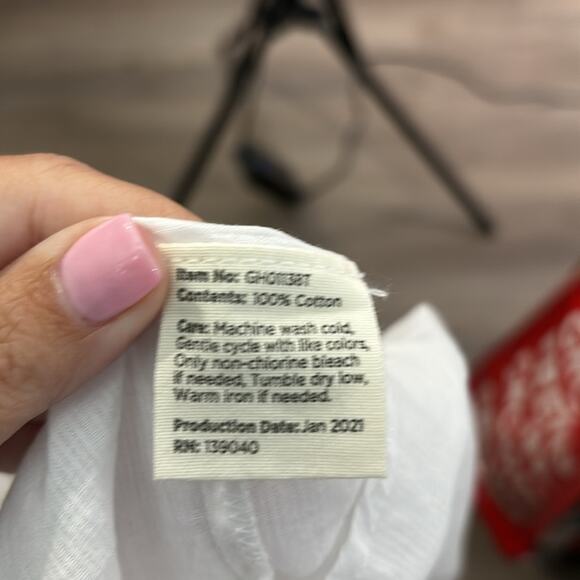 Item No: GH01138T
Contents: 100% Cotton
Care: Machine wash cold,
Gentle cycle with like colors,
Only non-chlorine bleach
if needed, Tumble dry low,
Warm iron if needed.
Production Date: Jan 2021
RN: 139040